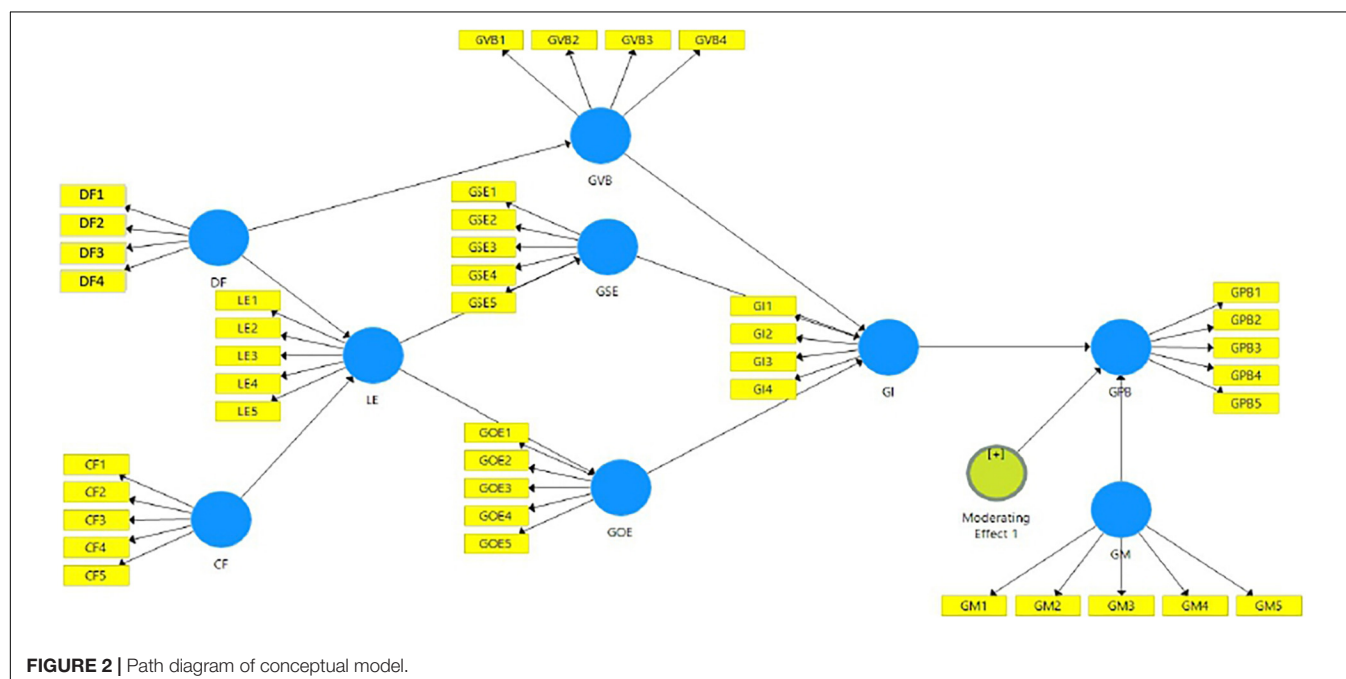 GVB1 GVB2 GVB3 GVB4
GVB
DF1
DF2
DF3
DF4
DF
GSE1
GSE2
GSE3
GSE4
GSE5
GSE
LE1
LE2
LE3
LE4
LE5
LE
GI1
GI2
GI3
GI4
GI
GPB1
GPB2
GPB3
GPB4
GPB5
GPB
CF1
CF2
CF3
CF4
CF5
CF
GOE1
GOE2
GOE3
GOE4
GOE5
GOE
[+]
Moderating
Effect 1
GM
GM1 GM2 GM3 GM4 GM5
FIGURE 2 | Path diagram of conceptual model.